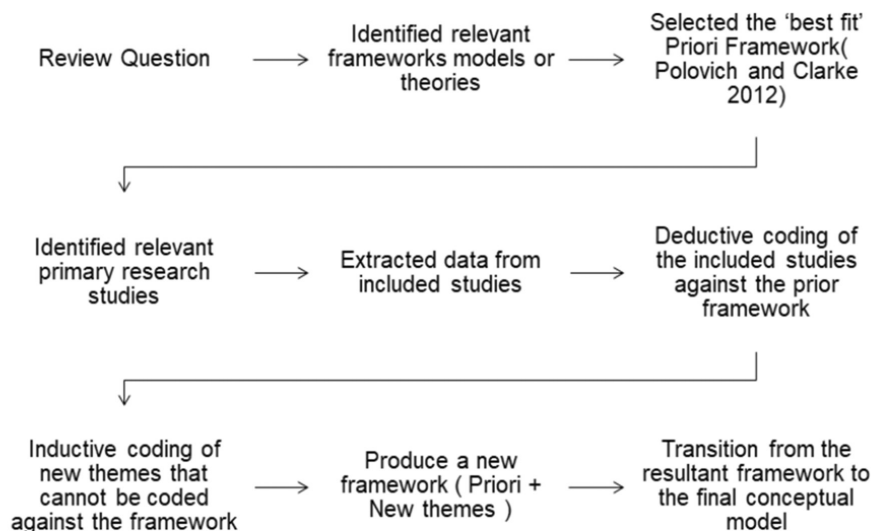 Review Question
Identified relevant
frameworks models or
theories
Selected the ‘best fit’
Priori Framework(
Polovich and Clarke
2012)
Identified relevant
primary research
studies
Extracted data from
included studies
Deductive coding of
the included studies
against the prior
framework
Inductive coding of
new themes that
cannot be coded
against the framework
Produce a new
framework ( Priori +
New themes )
Transition from the
resultant framework to
the final conceptual
model